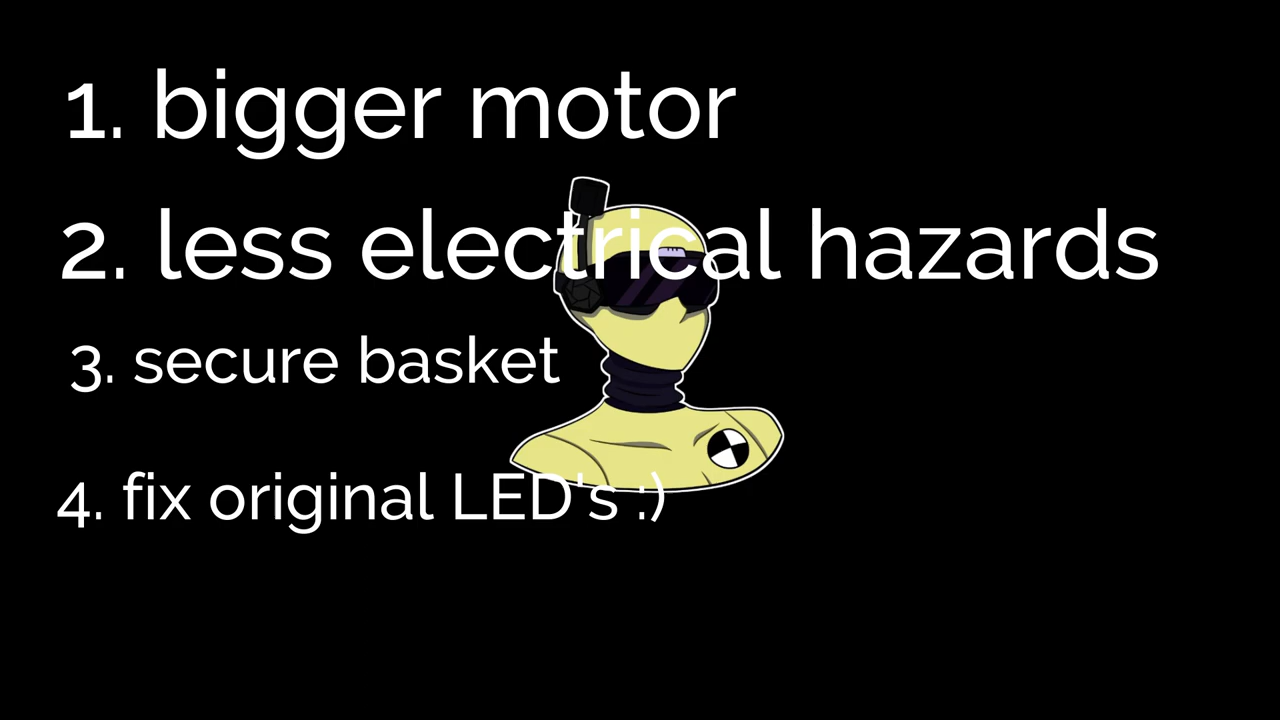 1. bigger motor
2. less electrical hazards
3. secure basket
4. fix original LED's :)